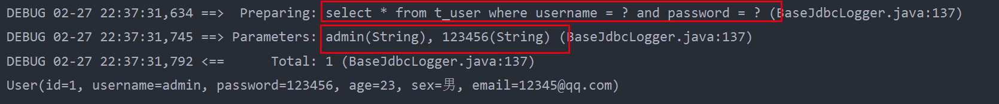 DEBUG 02-27 22:37:31,634 ==>  Preparing: select * from t_user where username = ? and password = ? (BaseJdbcLogger.java:137)
DEBUG 02-27 22:37:31,745 ==> Parameters: admin(String), 123456(String) (BaseJdbcLogger.java:137)
DEBUG 02-27 22:37:31,792 <==      Total: 1 (BaseJdbcLogger.java:137)
User(id=1, username=admin, password=123456, age=23, sex=男, email=12345@qq.com)